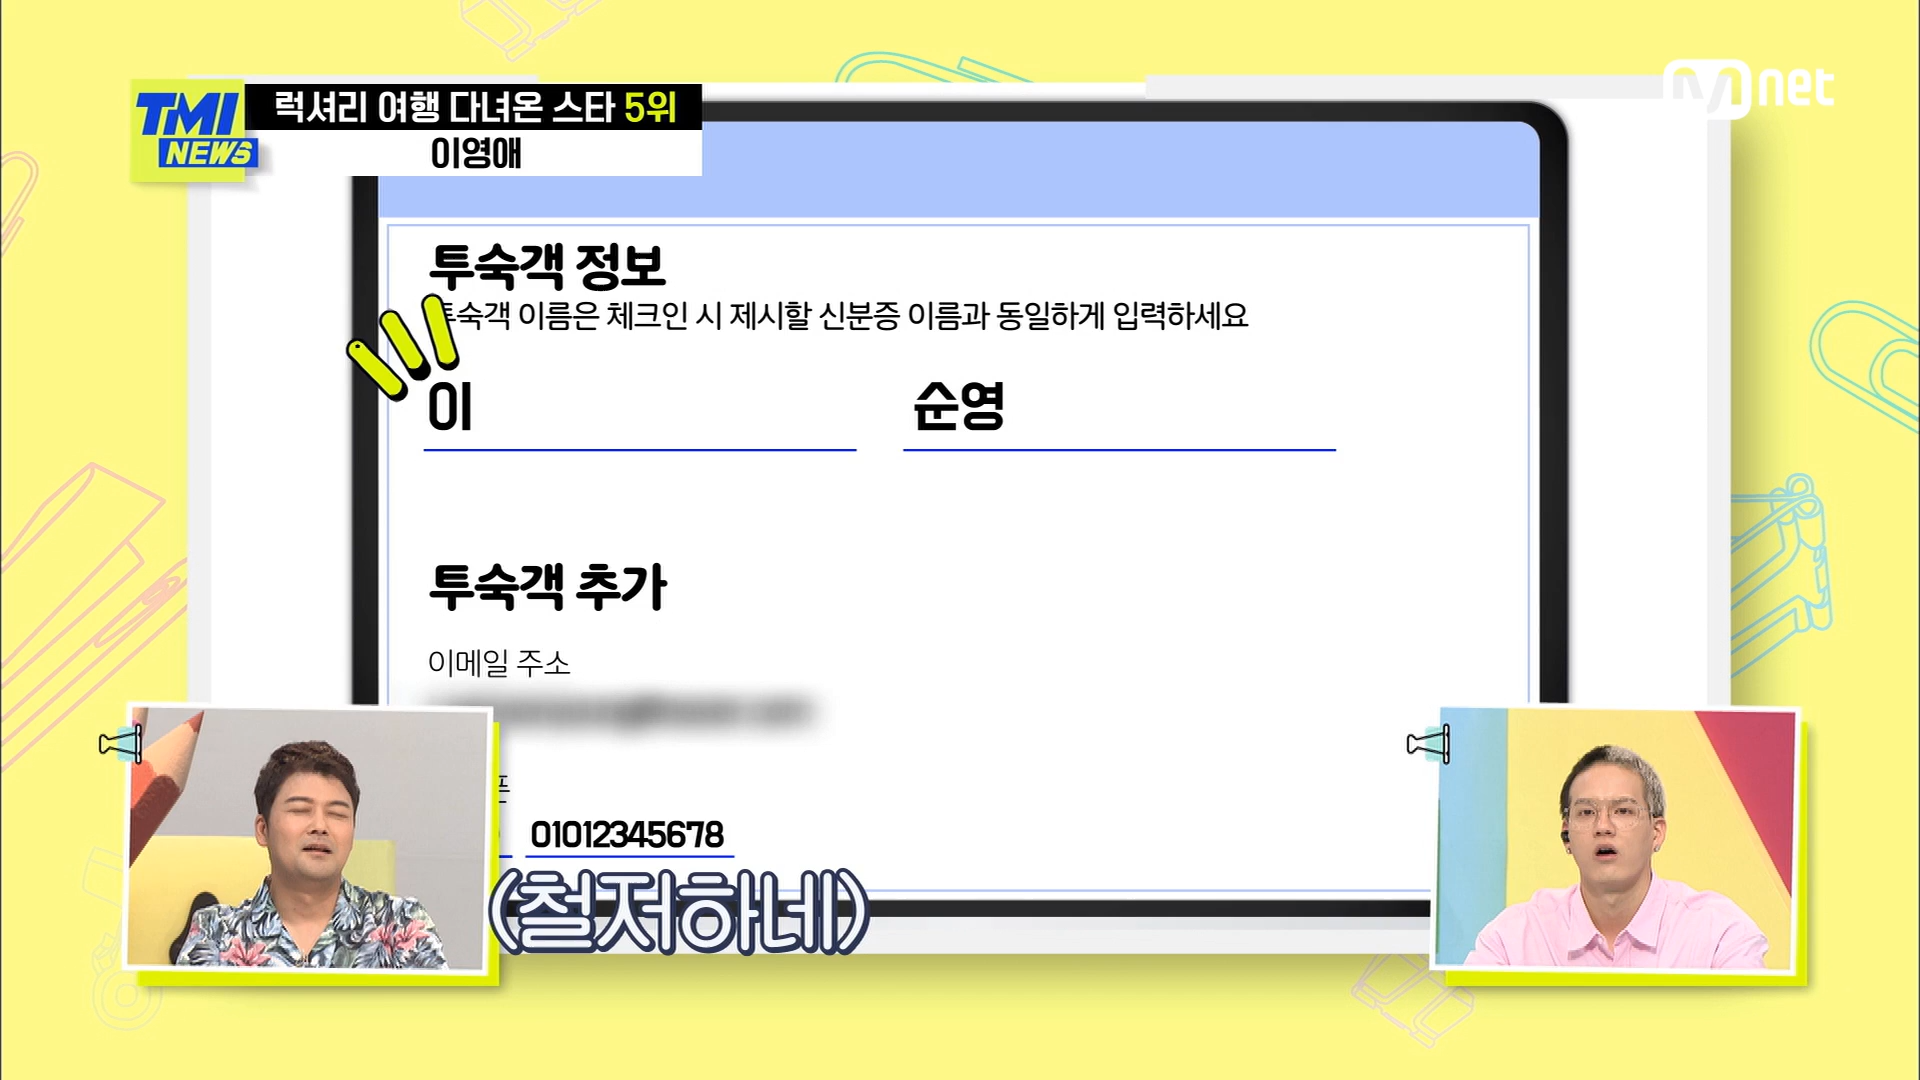 TMI
NEWS
럭셔리 여행 다녀온 스타 5위
이영애
Mnet
투숙객 정보
투숙객 이름은 체크인 시 제시할 신분증 이름과 동일하게 입력하세요
이 순영
투숙객 추가
이메일 주소
01012345678
(철저하네)